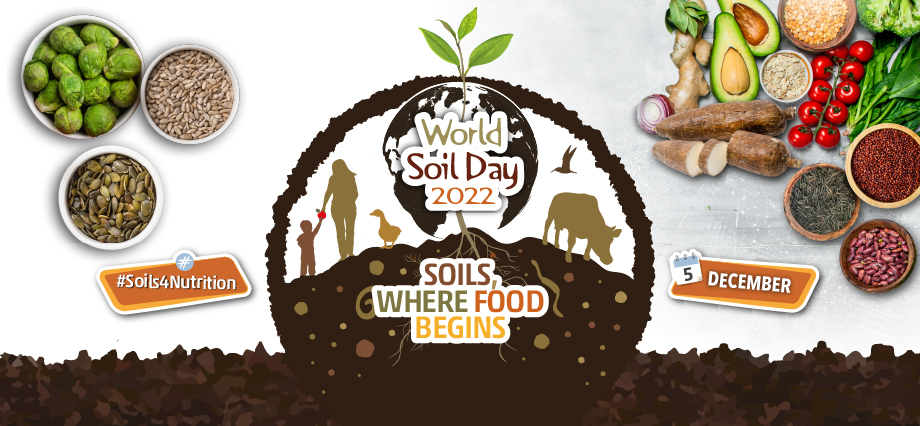 World
Soil Day
2022
#
#Soils4Nutrition
SOILS,
WHERE FOOD
BEGINS
5
DECEMBER